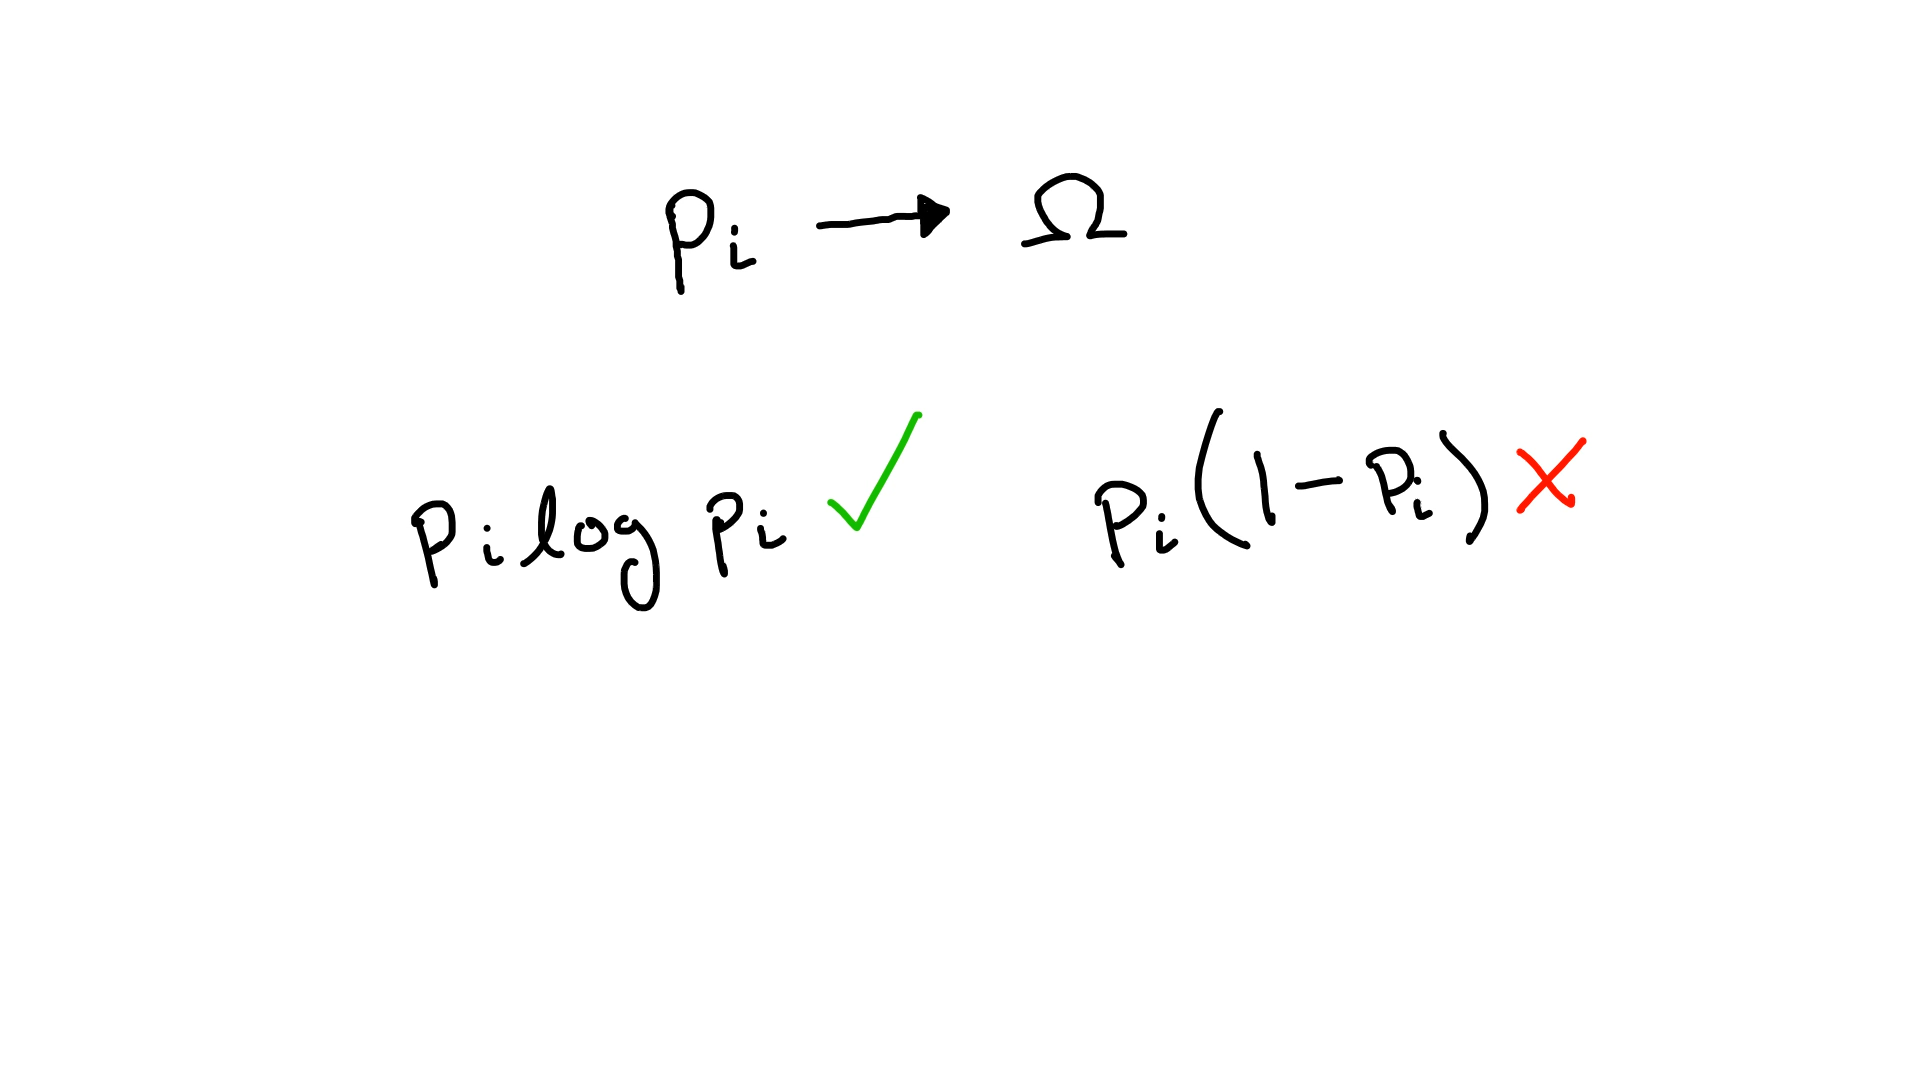 pᵢ → Ω
pᵢ log pᵢ ✓ pᵢ(1 - pᵢ) ✗